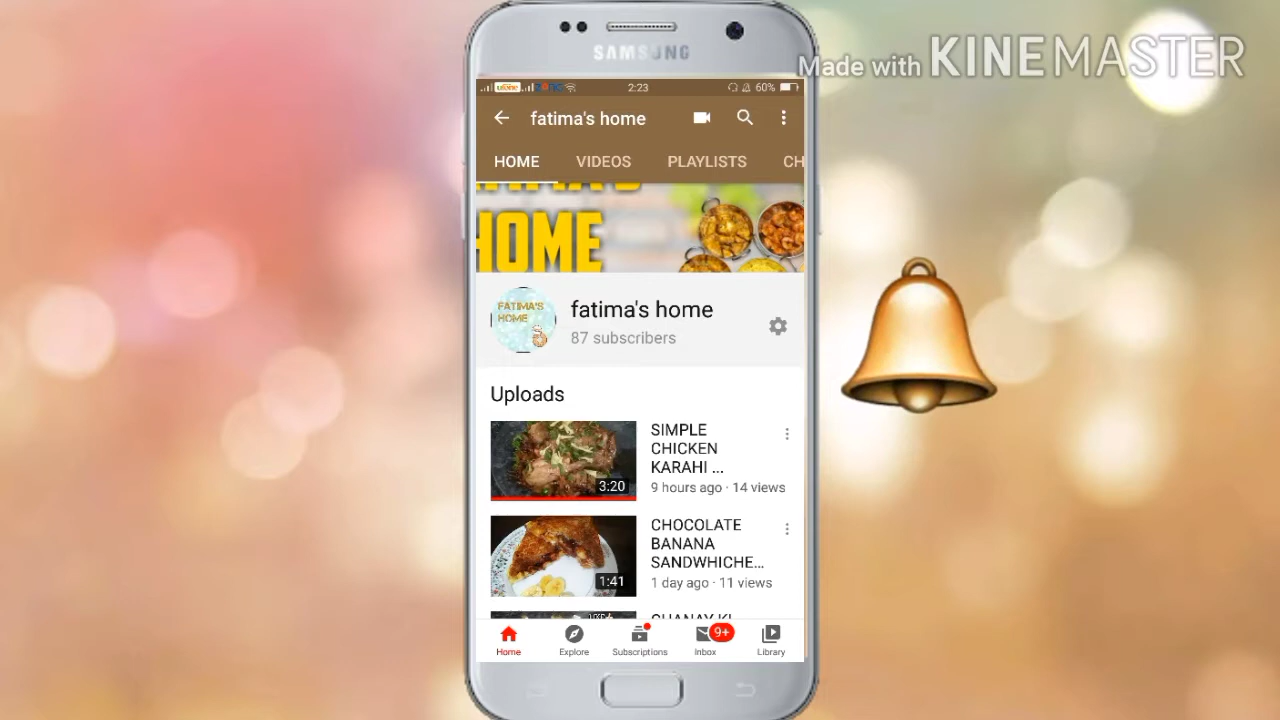 Made with KINEMASTER
SAMSUNG
ufone
2:23
60%
fatima's home
HOME VIDEOS PLAYLISTS CH
HOME
FATIMA'S
HOME
fatima's home
87 subscribers
Uploads
SIMPLE
CHICKEN
KARAHI ...
3:20
9 hours ago · 14 views
CHOCOLATE
BANANA
SANDWHICHE...
1:41
1 day ago · 11 views
9+
Home Explore Subscriptions Inbox Library